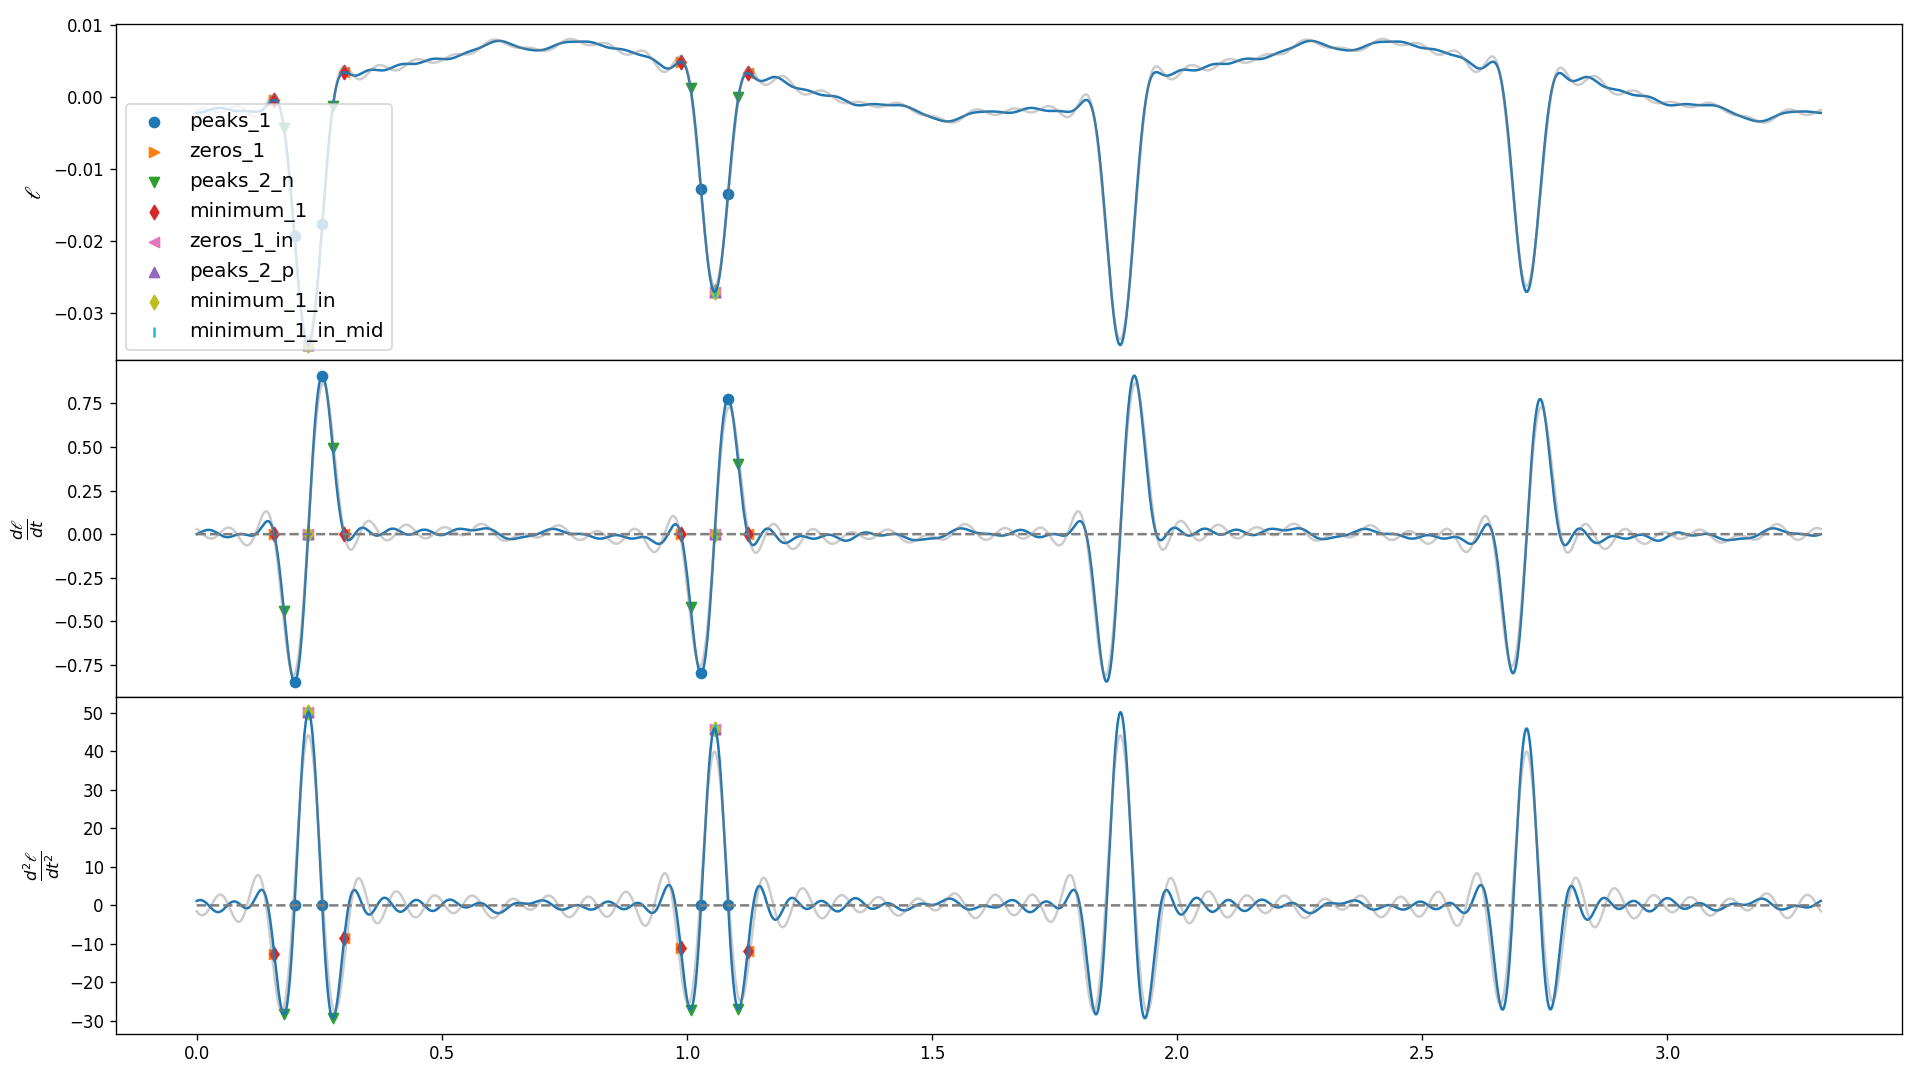 0.01
0.00
−0.01
−0.02
−0.03
ℓ
peaks_1
zeros_1
peaks_2_n
minimum_1
zeros_1_in
peaks_2_p
minimum_1_in
minimum_1_in_mid
0.75
0.50
0.25
0.00
−0.25
−0.50
−0.75
dℓ/dt
50
40
30
20
10
0
−10
−20
−30
d²ℓ/dt²
0.0 0.5 1.0 1.5 2.0 2.5 3.0